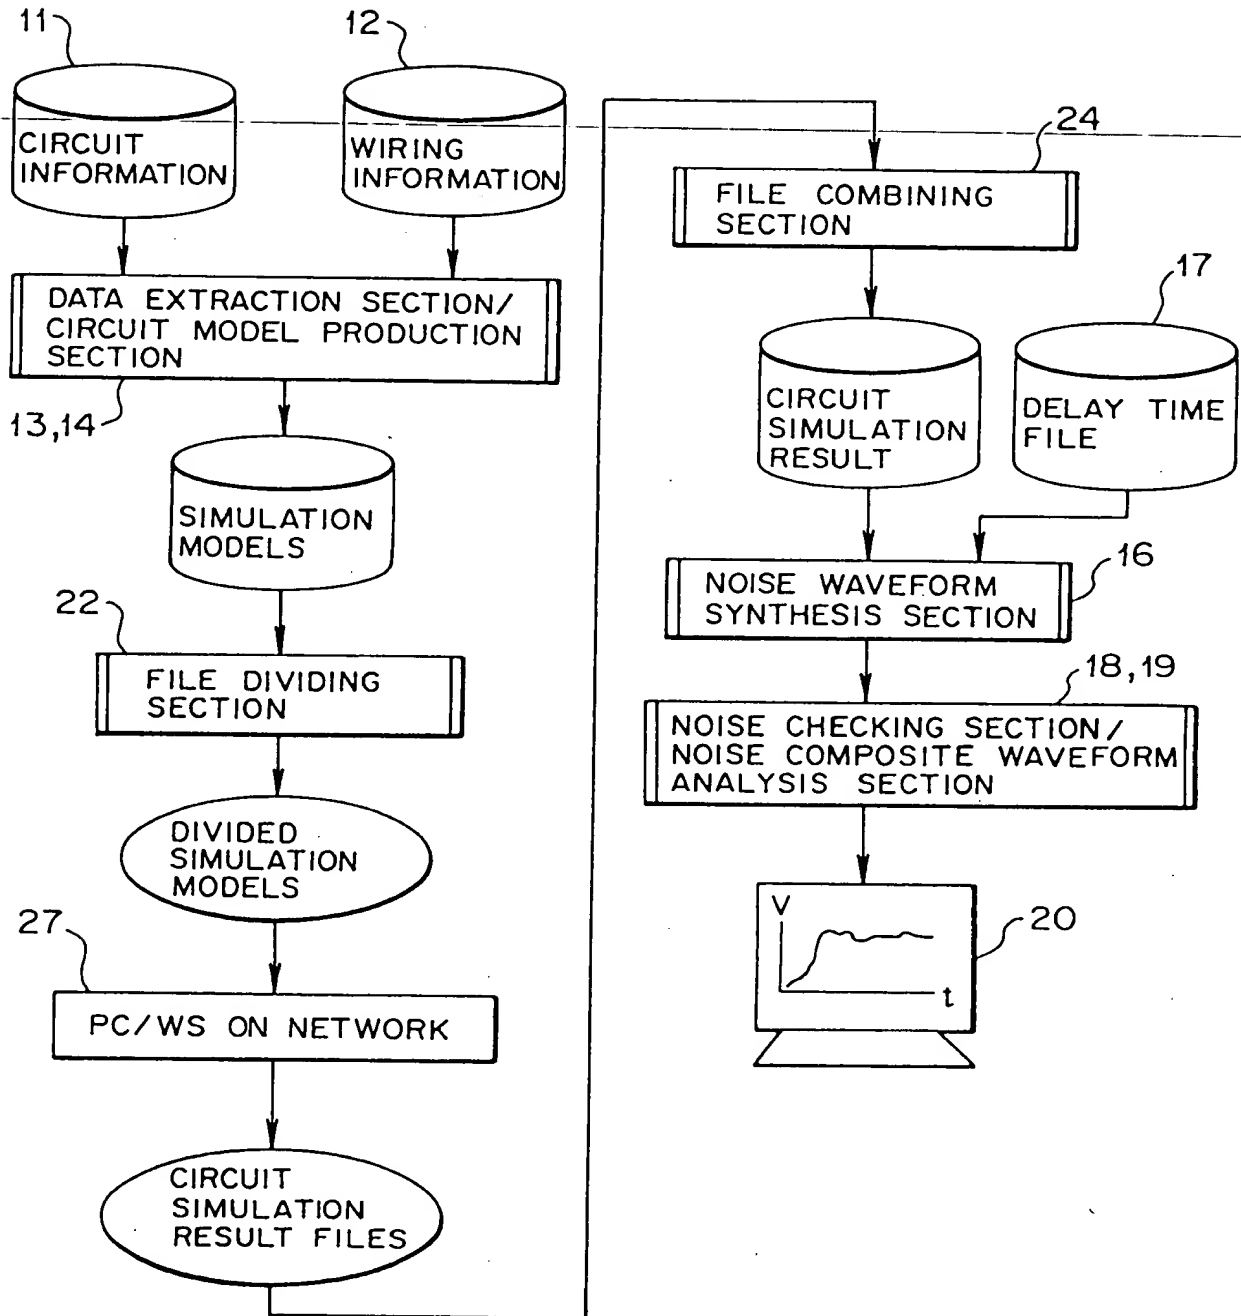 11
12
CIRCUIT
INFORMATION
WIRING
INFORMATION
DATA EXTRACTION SECTION/
CIRCUIT MODEL PRODUCTION
SECTION
13,14
SIMULATION
MODELS
22
FILE DIVIDING
SECTION
DIVIDED
SIMULATION
MODELS
27
PC/WS ON NETWORK
CIRCUIT
SIMULATION
RESULT FILES
24
FILE COMBINING
SECTION
17
CIRCUIT
SIMULATION
RESULT
DELAY TIME
FILE
16
NOISE WAVEFORM
SYNTHESIS SECTION
18,19
NOISE CHECKING SECTION/
NOISE COMPOSITE WAVEFORM
ANALYSIS SECTION
V
t
20